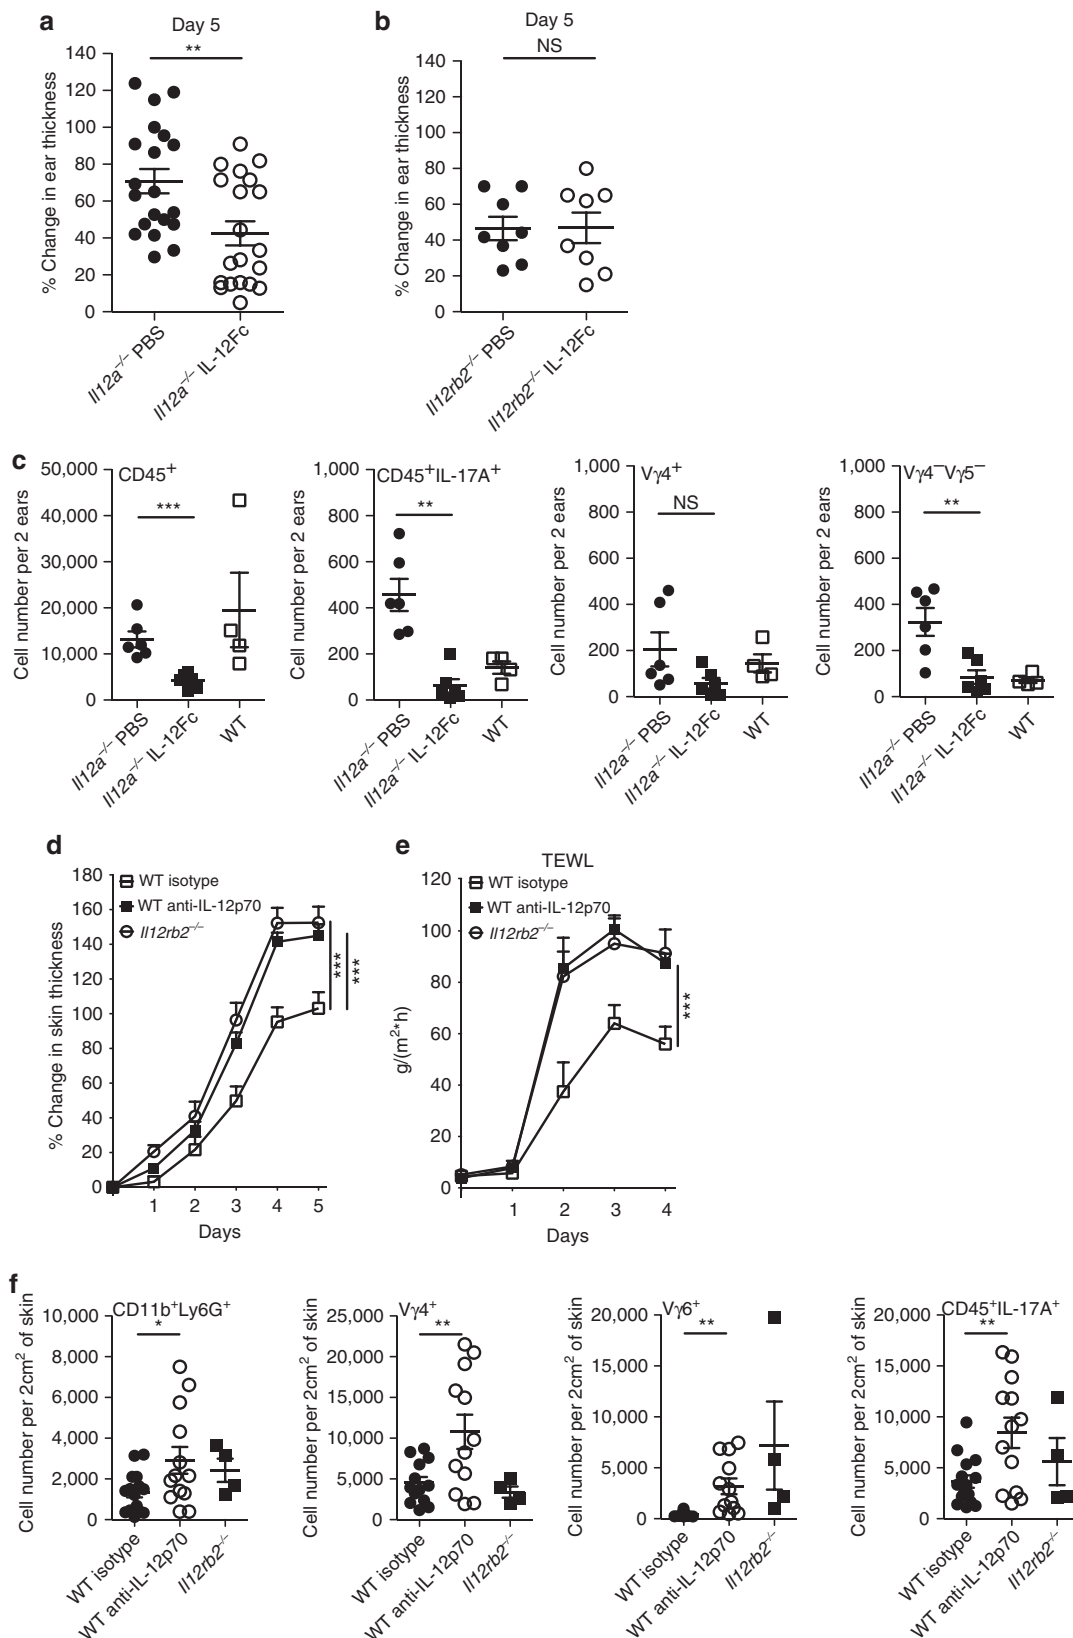 a
Day 5
**
% Change in ear thickness
140
120
100
80
60
40
20
0
Il12a−/− PBS
Il12a−/− IL-12Fc
b
Day 5
NS
% Change in ear thickness
140
120
100
80
60
40
20
0
Il12rb2−/− PBS
Il12rb2−/− IL-12Fc
c
CD45+
***
Cell number per 2 ears
50,000
40,000
30,000
20,000
10,000
0
Il12a−/− PBS
Il12a−/− IL-12Fc
WT
CD45+IL-17A+
**
Cell number per 2 ears
1,000
800
600
400
200
0
Il12a−/− PBS
Il12a−/− IL-12Fc
WT
Vγ4+
NS
Cell number per 2 ears
1,000
800
600
400
200
0
Il12a−/− PBS
Il12a−/− IL-12Fc
WT
Vγ4−Vγ5−
**
Cell number per 2 ears
1,000
800
600
400
200
0
Il12a−/− PBS
Il12a−/− IL-12Fc
WT
d
WT isotype
WT anti-IL-12p70
Il12rb2−/−
% Change in skin thickness
180
160
140
120
100
80
60
40
20
0
1 2 3 4 5
Days
***
***
e
TEWL
WT isotype
WT anti-IL-12p70
Il12rb2−/−
g/(m2*h)
120
100
80
60
40
20
0
1 2 3 4
Days
***
f
CD11b+Ly6G+
*
Cell number per 2cm2 of skin
10,000
8,000
6,000
4,000
2,000
0
WT isotype
WT anti-IL-12p70
Il12rb2−/−
Vγ4+
**
Cell number per 2cm2 of skin
25,000
20,000
15,000
10,000
5,000
0
WT isotype
WT anti-IL-12p70
Il12rb2−/−
Vγ6+
**
Cell number per 2cm2 of skin
20,000
15,000
10,000
5,000
0
WT isotype
WT anti-IL-12p70
Il12rb2−/−
CD45+IL-17A+
**
Cell number per 2cm2 of skin
20,000
15,000
10,000
5,000
0
WT isotype
WT anti-IL-12p70
Il12rb2−/−